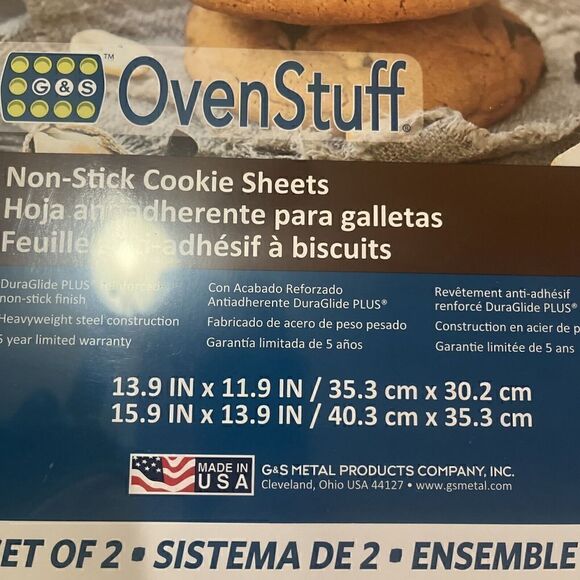 G&S
OvenStuff®
Non-Stick Cookie Sheets
Hoja antiadherente para galletas
Feuille anti-adhésif à biscuits
DuraGlide PLUS® Reinforced
non-stick finish
Heavyweight steel construction
5 year limited warranty
Con Acabado Reforzado
Antiadherente DuraGlide PLUS®
Fabricado de acero de peso pesado
Garantía limitada de 5 años
Revêtement anti-adhésif
renforcé DuraGlide PLUS®
Construction en acier de p
Garantie limitée de 5 ans
13.9 IN x 11.9 IN / 35.3 cm x 30.2 cm
15.9 IN x 13.9 IN / 40.3 cm x 35.3 cm
MADE IN
USA
G&S METAL PRODUCTS COMPANY, INC.
Cleveland, Ohio USA 44127 • www.gsmetal.com
SET OF 2 • SISTEMA DE 2 • ENSEMBLE